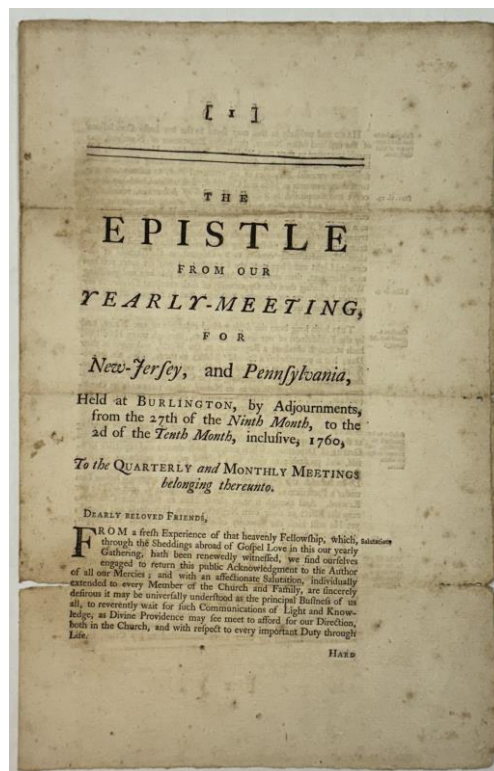 [ 1 ]
THE
EPISTLE
FROM OUR
YEARLY-MEETING,
FOR
New-Jerſey, and Pennſylvania,
Held at BURLINGTON, by Adjournments,
from the 27th of the Ninth Month, to the
2d of the Tenth Month, incluſive, 1760,
To the QUARTERLY and MONTHLY MEETINGS
belonging thereunto.
DEARLY BELOVED FRIENDS,
FROM a freſh Experience of that heavenly Fellowſhip, which, Salutation
through the Sheddings abroad of Goſpel Love in this our yearly
Gathering, hath been renewedly witneſſed, we find ourſelves
engaged to return this public Acknowledgment to the Author
of all our Mercies; and with an affectionate Salutation, individually
extended to every Member of the Church and Family, are ſincerely
deſirous it may be univerſally underſtood as the principal Buſineſs of us
all, to reverently wait for ſuch Communications of Light and Know-
ledge, as Divine Providence may ſee meet to afford for our Direction,
both in the Church, and with reſpect to every important Duty through
Life.
HARD